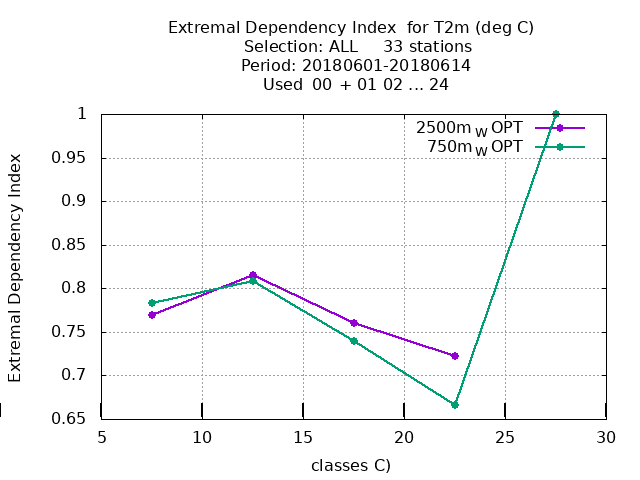 Extremal Dependency Index  for T2m (deg C)
Selection: ALL     33 stations
Period: 20180601-20180614
Used  00  + 01 02 ... 24
2500m W OPT
750m W OPT
1
0.95
0.9
0.85
0.8
0.75
0.7
0.65
Extremal Dependency Index
5 10 15 20 25 30
classes C)